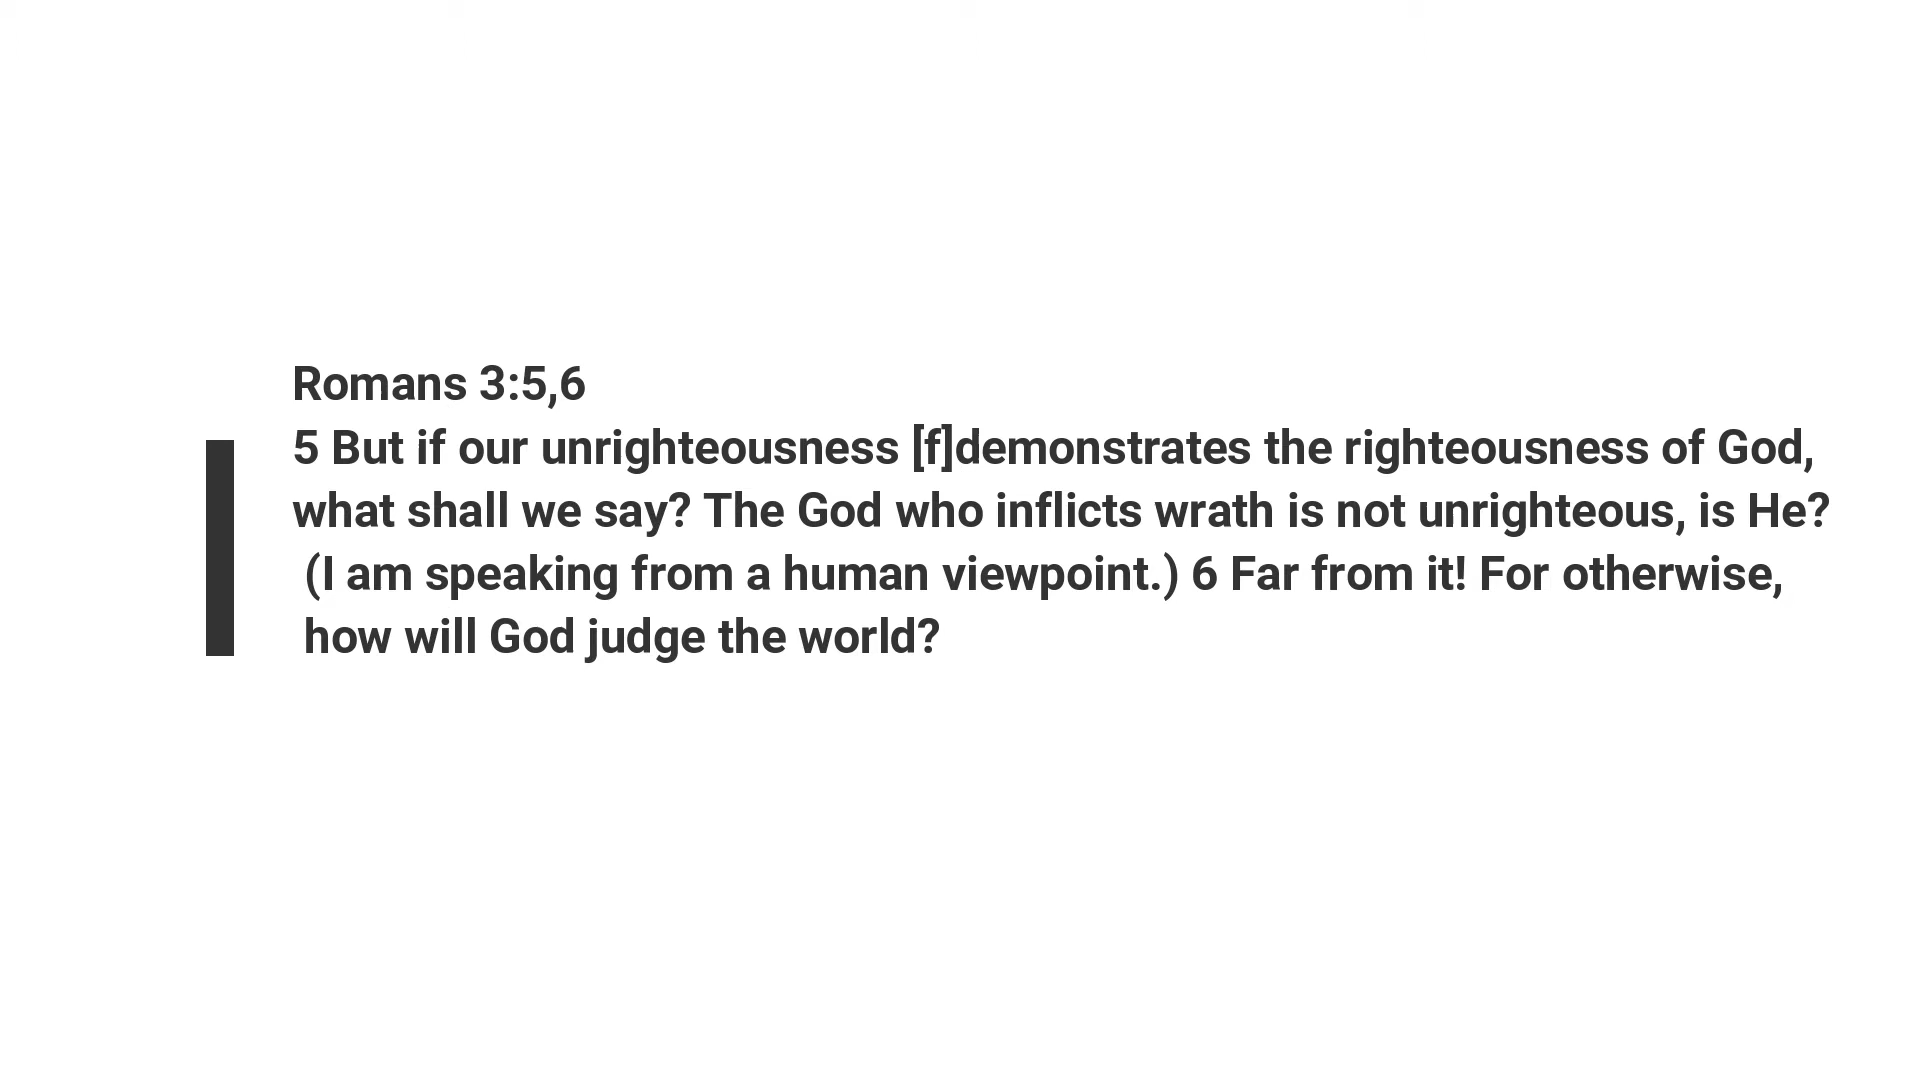 Romans 3:5,6
5 But if our unrighteousness [f]demonstrates the righteousness of God,
what shall we say? The God who inflicts wrath is not unrighteous, is He?
(I am speaking from a human viewpoint.) 6 Far from it! For otherwise,
how will God judge the world?